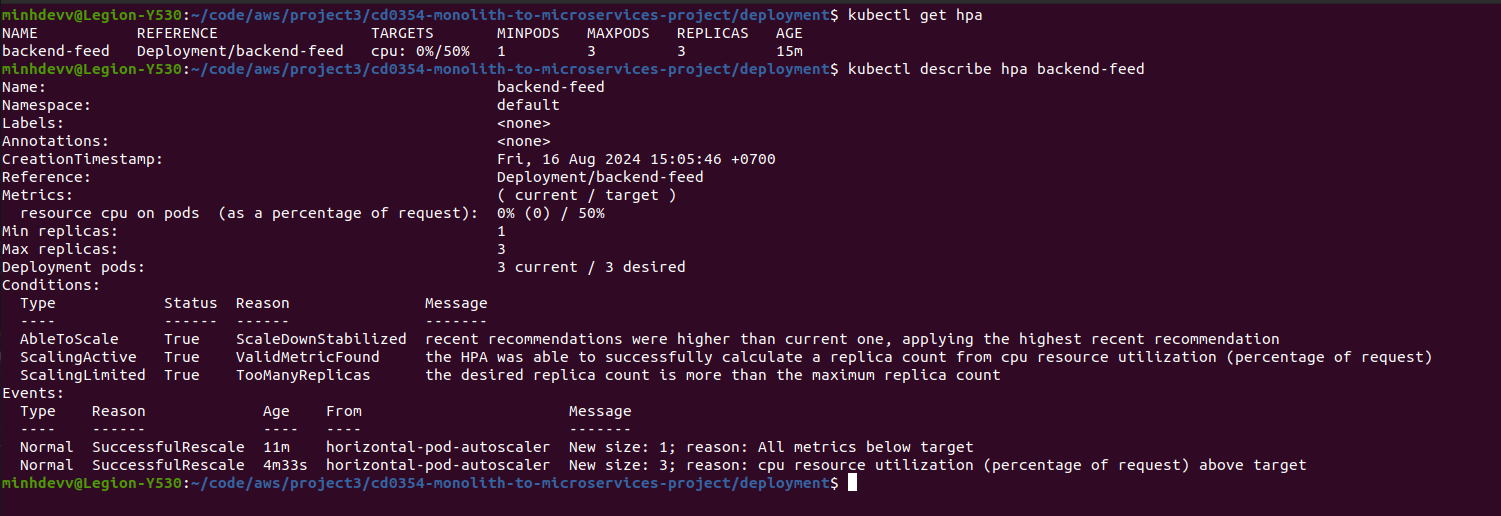 minhdevv@Legion-Y530:~/code/aws/project3/cd0354-monolith-to-microservices-project/deployment$ kubectl get hpa
NAME           REFERENCE                 TARGETS       MINPODS   MAXPODS   REPLICAS   AGE
backend-feed   Deployment/backend-feed   cpu: 0%/50%   1         3         3          15m
minhdevv@Legion-Y530:~/code/aws/project3/cd0354-monolith-to-microservices-project/deployment$ kubectl describe hpa backend-feed
Name:                                                  backend-feed
Namespace:                                             default
Labels:                                                <none>
Annotations:                                           <none>
CreationTimestamp:                                     Fri, 16 Aug 2024 15:05:46 +0700
Reference:                                             Deployment/backend-feed
Metrics:                                               ( current / target )
  resource cpu on pods  (as a percentage of request):  0% (0) / 50%
Min replicas:                                          1
Max replicas:                                          3
Deployment pods:                                       3 current / 3 desired
Conditions:
  Type            Status  Reason               Message
  ----            ------  ------               -------
  AbleToScale     True    ScaleDownStabilized  recent recommendations were higher than current one, applying the highest recent recommendation
  ScalingActive   True    ValidMetricFound     the HPA was able to successfully calculate a replica count from cpu resource utilization (percentage of request)
  ScalingLimited  True    TooManyReplicas      the desired replica count is more than the maximum replica count
Events:
  Type    Reason             Age    From                       Message
  ----    ------             ----   ----                       -------
  Normal  SuccessfulRescale  11m    horizontal-pod-autoscaler  New size: 1; reason: All metrics below target
  Normal  SuccessfulRescale  4m33s  horizontal-pod-autoscaler  New size: 3; reason: cpu resource utilization (percentage of request) above target
minhdevv@Legion-Y530:~/code/aws/project3/cd0354-monolith-to-microservices-project/deployment$